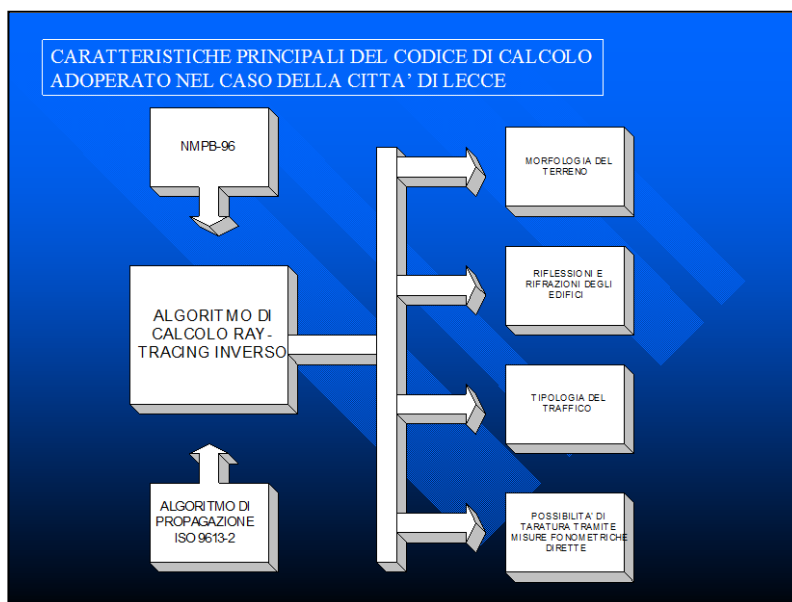 CARATTERISTICHE PRINCIPALI DEL CODICE DI CALCOLO
ADOPERATO NEL CASO DELLA CITTA' DI LECCE
NMPB-96
ALGORITMO DI
CALCOLO RAY-
TRACING INVERSO
ALGORITMO DI
PROPAGAZIONE
ISO 9613-2
MORFOLOGIA DEL
TERRENO
RIFLESSIONI E
RIFRAZIONI DEGLI
EDIFICI
TIPOLOGIA DEL
TRAFFICO
POSSIBILITA' DI
TARATURA TRAMITE
MISURE FONOMETRICHE
DIRETTE